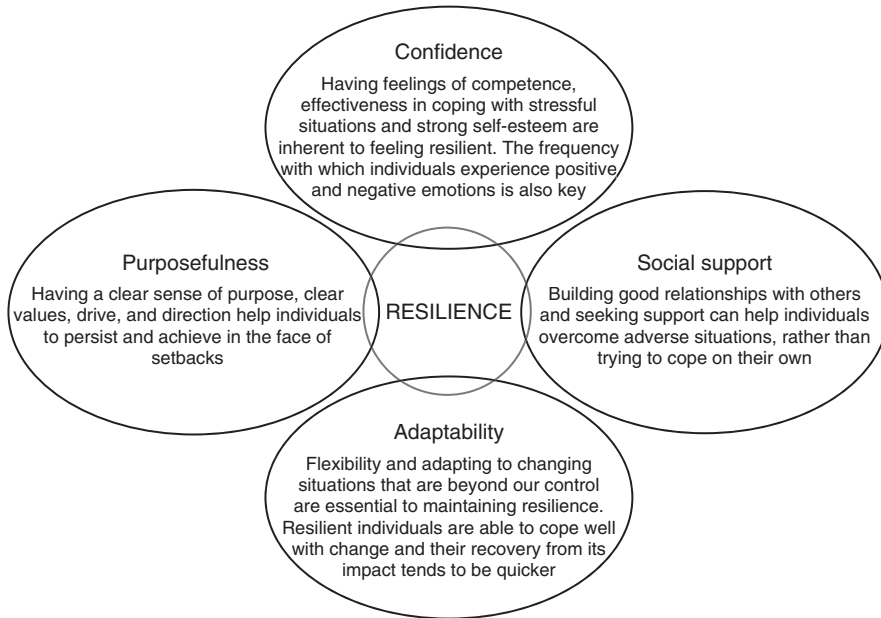 Confidence
Having feelings of competence,
effectiveness in coping with stressful
situations and strong self-esteem are
inherent to feeling resilient. The frequency
with which individuals experience positive
and negative emotions is also key
Purposefulness
Having a clear sense of purpose, clear
values, drive, and direction help individuals
to persist and achieve in the face of
setbacks
RESILIENCE
Social support
Building good relationships with others
and seeking support can help individuals
overcome adverse situations, rather than
trying to cope on their own
Adaptability
Flexibility and adapting to changing
situations that are beyond our control
are essential to maintaining resilience.
Resilient individuals are able to cope well
with change and their recovery from its
impact tends to be quicker